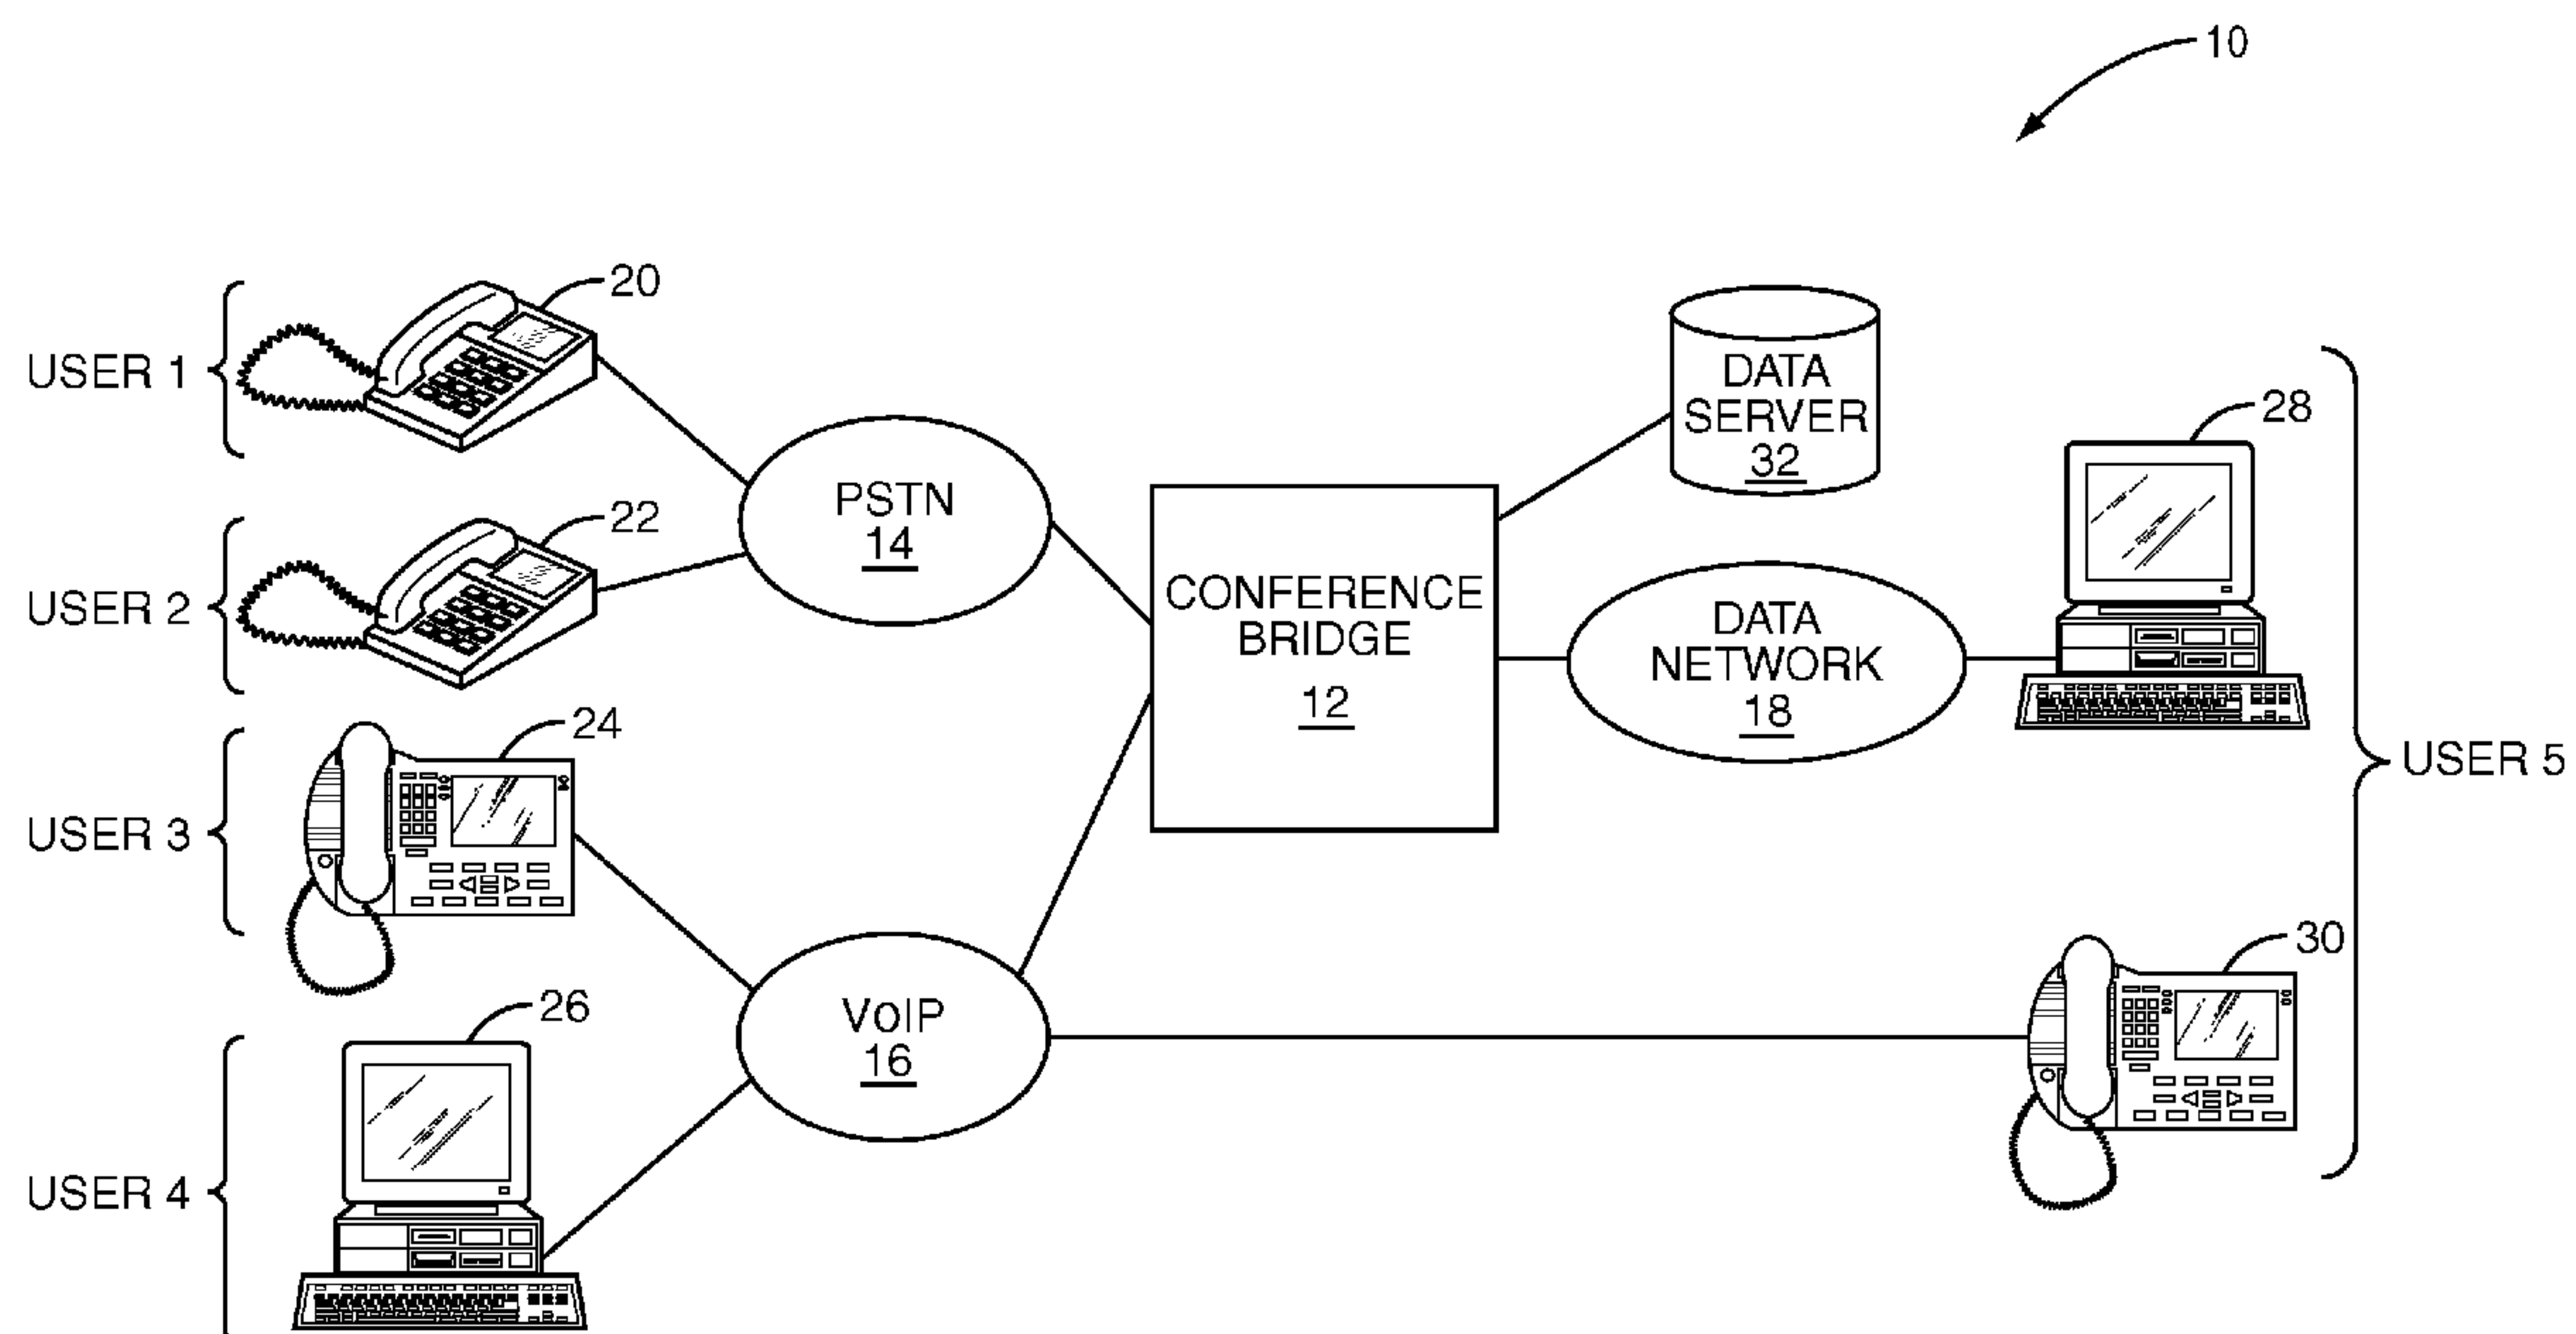 10
USER 1
20
USER 2
22
USER 3
24
USER 4
26
PSTN
14
VOIP
16
CONFERENCE
BRIDGE
12
DATA
SERVER
32
DATA
NETWORK
18
28
30
USER 5